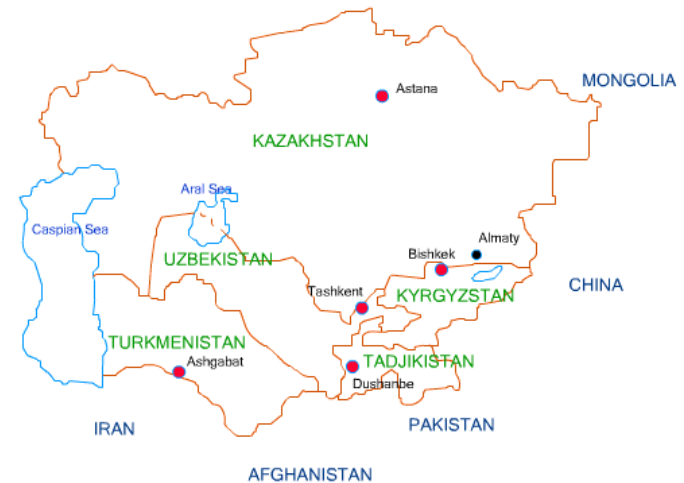 MONGOLIA
Astana
KAZAKHSTAN
Aral Sea
Caspian Sea
Almaty
Bishkek
UZBEKISTAN
CHINA
Tashkent
KYRGYZSTAN
TURKMENISTAN
Ashgabat
TADJIKISTAN
Dushanbe
IRAN
PAKISTAN
AFGHANISTAN